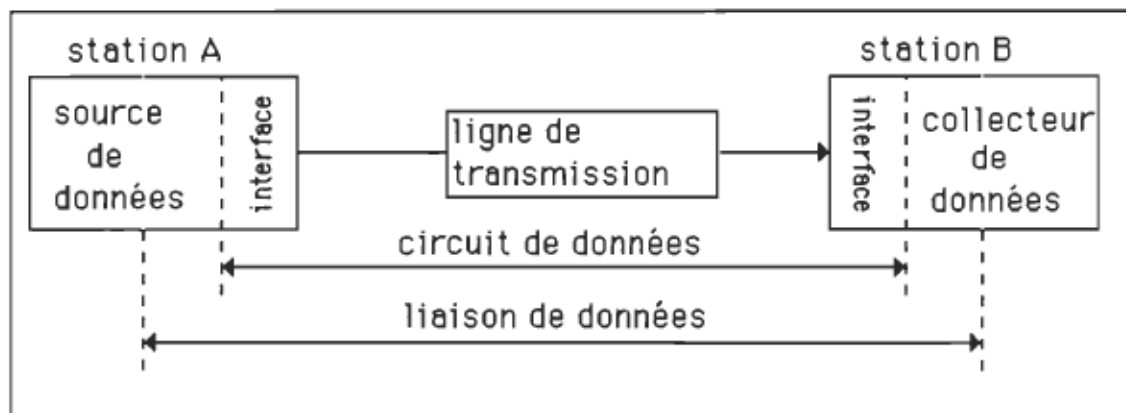 station A
station B
source
de
données
interface
ligne de
transmission
interface
collecteur
de
données
circuit de données
liaison de données